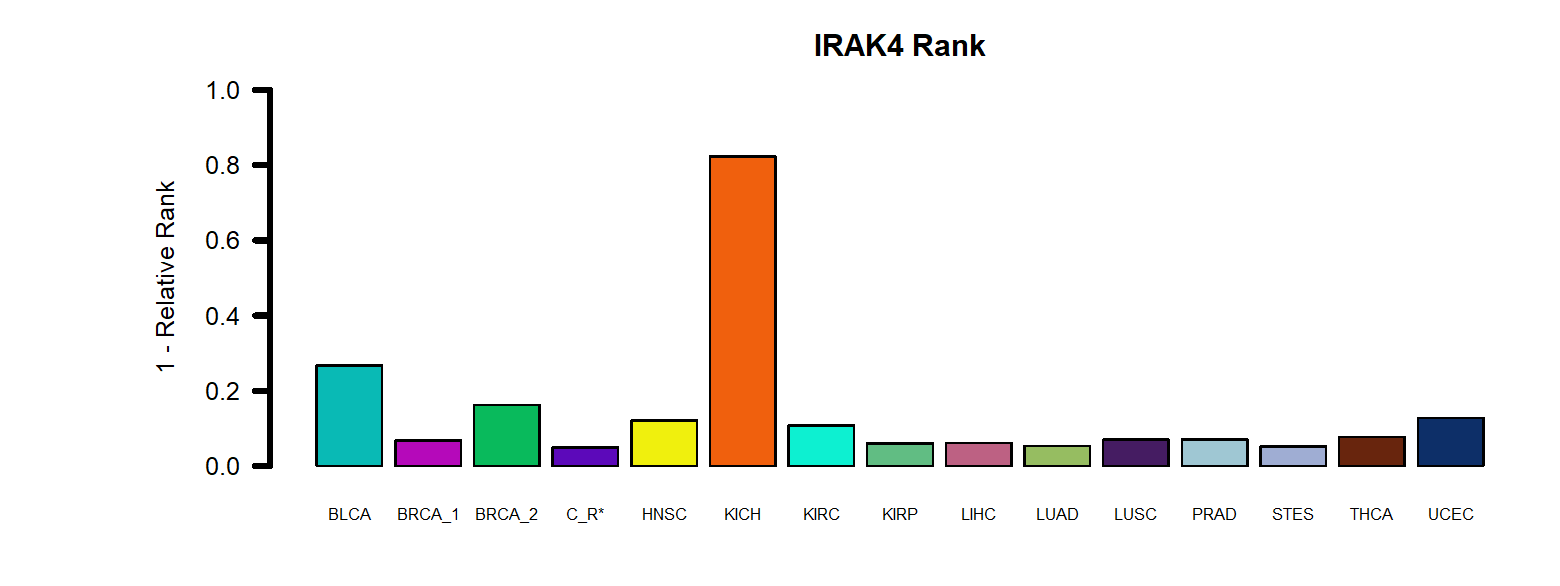 IRAK4 Rank
1 - Relative Rank
1.0
0.8
0.6
0.4
0.2
0.0
BLCA BRCA_1 BRCA_2 C_R* HNSC KICH KIRC KIRP LIHC LUAD LUSC PRAD STES THCA UCEC